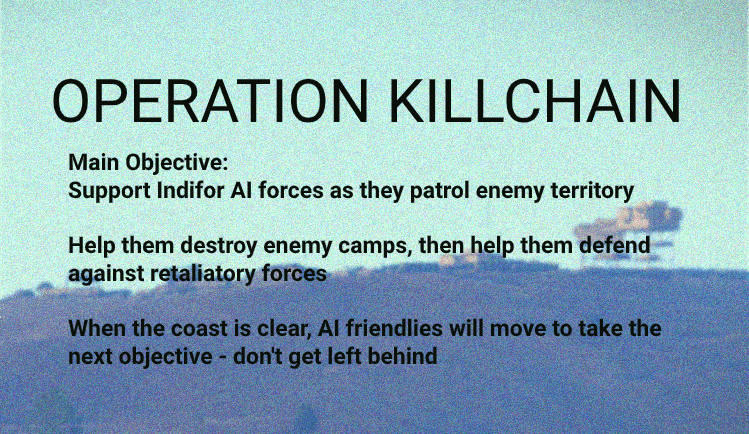 OPERATION KILLCHAIN
Main Objective:
Support Indifor AI forces as they patrol enemy territory
Help them destroy enemy camps, then help them defend
against retaliatory forces
When the coast is clear, AI friendlies will move to take the
next objective - don't get left behind